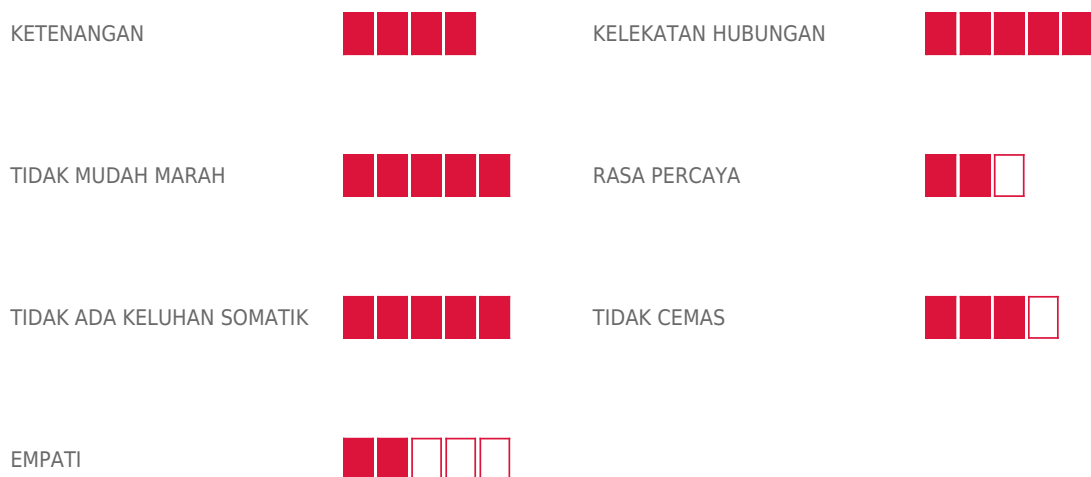 KETENANGAN
KELEKATAN HUBUNGAN
TIDAK MUDAH MARAH
RASA PERCAYA
TIDAK ADA KELUHAN SOMATIK
TIDAK CEMAS
EMPATI